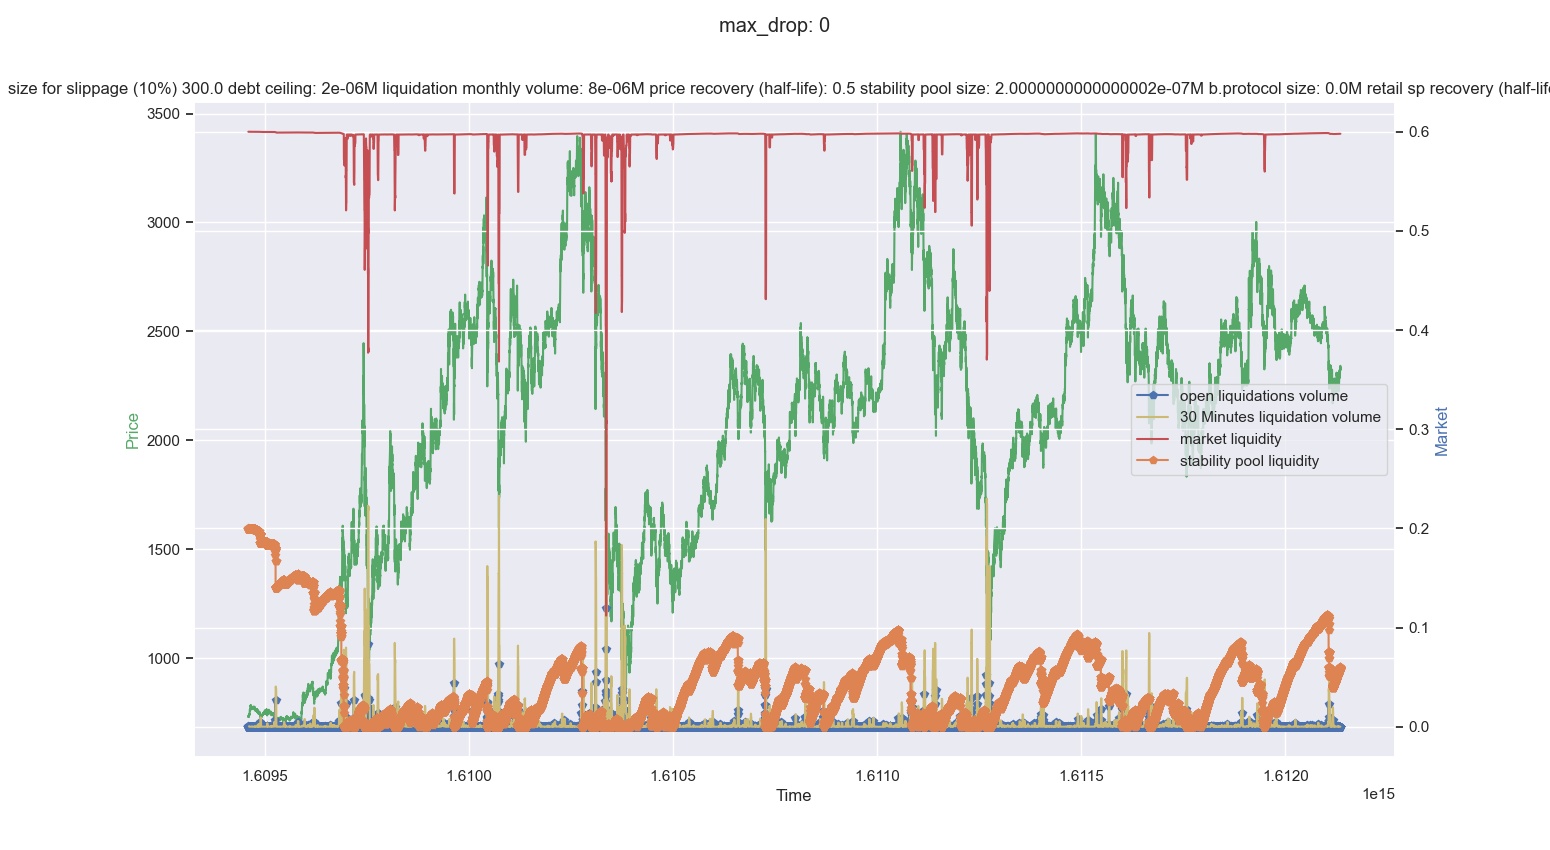 max_drop: 0
size for slippage (10%) 300.0 debt ceiling: 2e-06M liquidation monthly volume: 8e-06M price recovery (half-life): 0.5 stability pool size: 2.0000000000000002e-07M b.protocol size: 0.0M retail sp recovery (half-life
3500
3000
2500
2000
1500
1000
Price
0.6
0.5
0.4
0.3
0.2
0.1
0.0
Market
open liquidations volume
30 Minutes liquidation volume
market liquidity
stability pool liquidity
1.6095 1.6100 1.6105 1.6110 1.6115 1.6120
1e15
Time